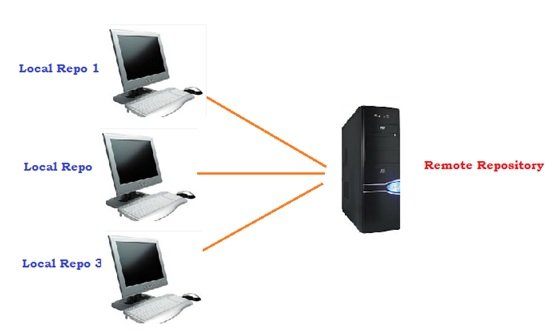 Local Repo 1
Local Repo
Remote Repository
Local Repo 3